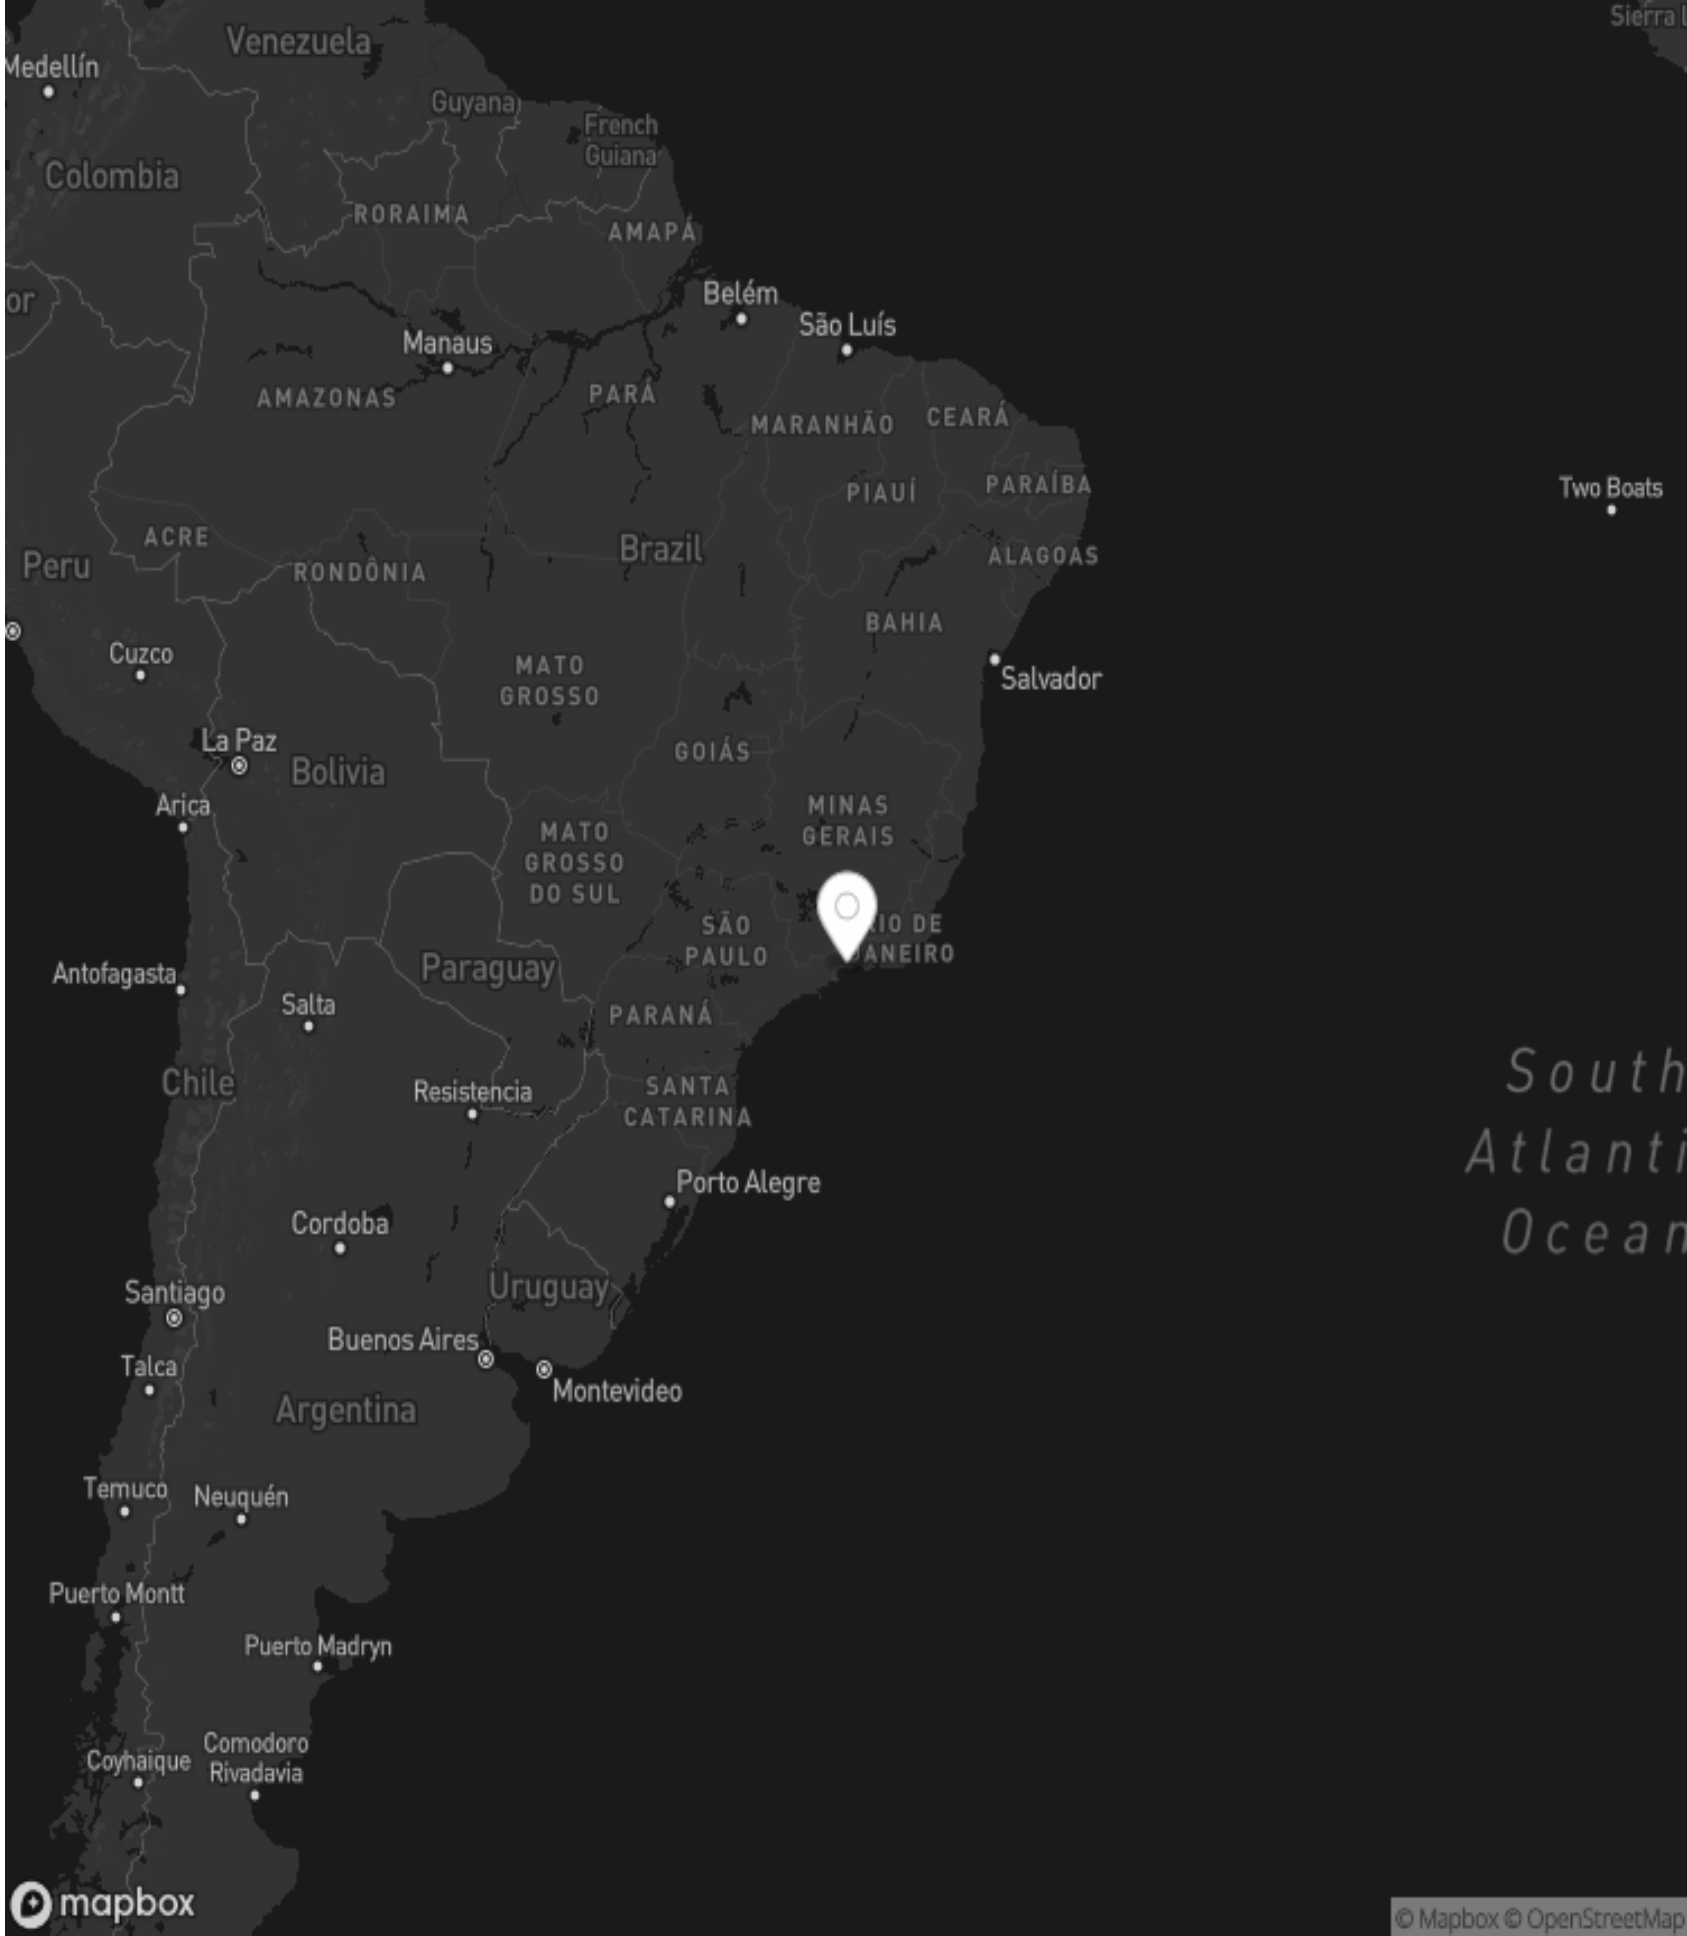 Sierra L
Venezuela
Medellín
Guyana
French
Guiana
Colombia
RORAIMA
AMAPÁ
or
Belém
São Luís
Manaus
AMAZONAS
PARÁ
MARANHÃO
CEARÁ
PIAUÍ
PARAÍBA
Two Boats
ACRE
Peru
RONDÔNIA
Brazil
ALAGOAS
BAHIA
Cuzco
MATO
GROSSO
Salvador
La Paz
Bolivia
GOIÁS
Arica
MINAS
GERAIS
MATO
GROSSO
DO SUL
SÃO
PAULO
RIO DE
JANEIRO
Antofagasta
Paraguay
Salta
PARANÁ
Chile
Resistencia
SANTA
CATARINA
South
Atlanti
Ocean
Porto Alegre
Cordoba
Santiago
Uruguay
Buenos Aires
Talca
Montevideo
Argentina
Temuco
Neuquén
Puerto Montt
Puerto Madryn
Coyhaique
Comodoro
Rivadavia
mapbox
© Mapbox © OpenStreetMap